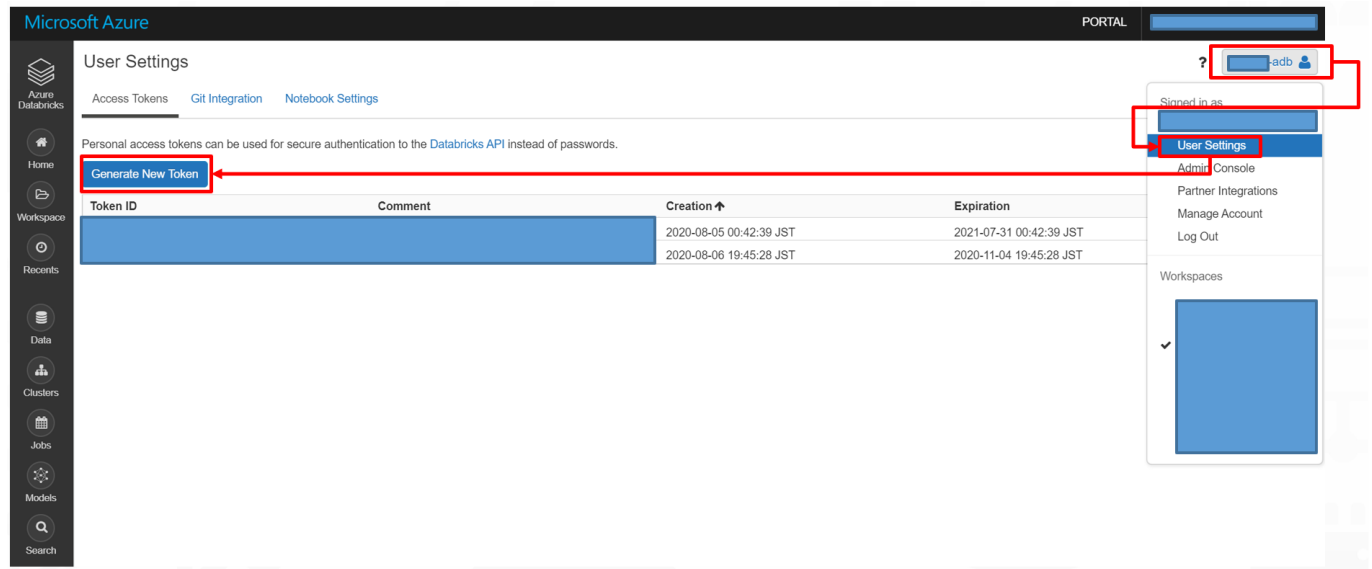 Microsoft Azure
PORTAL
User Settings
? -adb
Azure
Databricks
Access Tokens Git Integration Notebook Settings
Signed in as
Personal access tokens can be used for secure authentication to the Databricks API instead of passwords.
User Settings
Home
Generate New Token
Admin Console
Partner Integrations
Token ID Comment Creation Expiration
Manage Account
Workspace
2020-08-05 00:42:39 JST 2021-07-31 00:42:39 JST
Log Out
2020-08-06 19:45:28 JST 2020-11-04 19:45:28 JST
Recents
Workspaces
Data
Clusters
Jobs
Models
Search